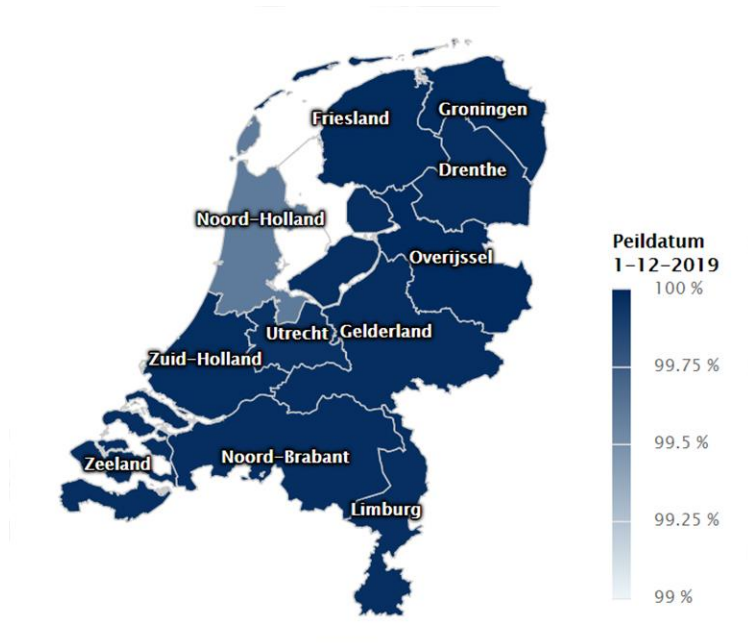 Friesland
Groningen
Drenthe
Noord-Holland
Overijssel
Utrecht
Gelderland
Zuid-Holland
Zeeland
Noord-Brabant
Limburg
Peildatum
1-12-2019
100 %
99.75 %
99.5 %
99.25 %
99 %